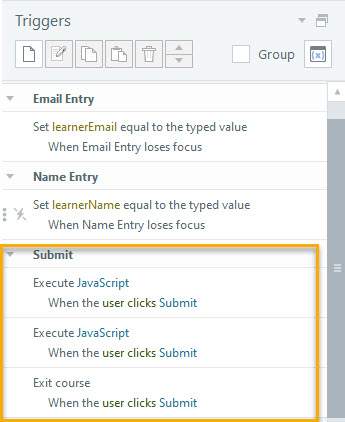 Triggers
Group
(x)
Email Entry
Set learnerEmail equal to the typed value
When Email Entry loses focus
Name Entry
Set learnerName equal to the typed value
When Name Entry loses focus
Submit
Execute JavaScript
When the user clicks Submit
Execute JavaScript
When the user clicks Submit
Exit course
When the user clicks Submit